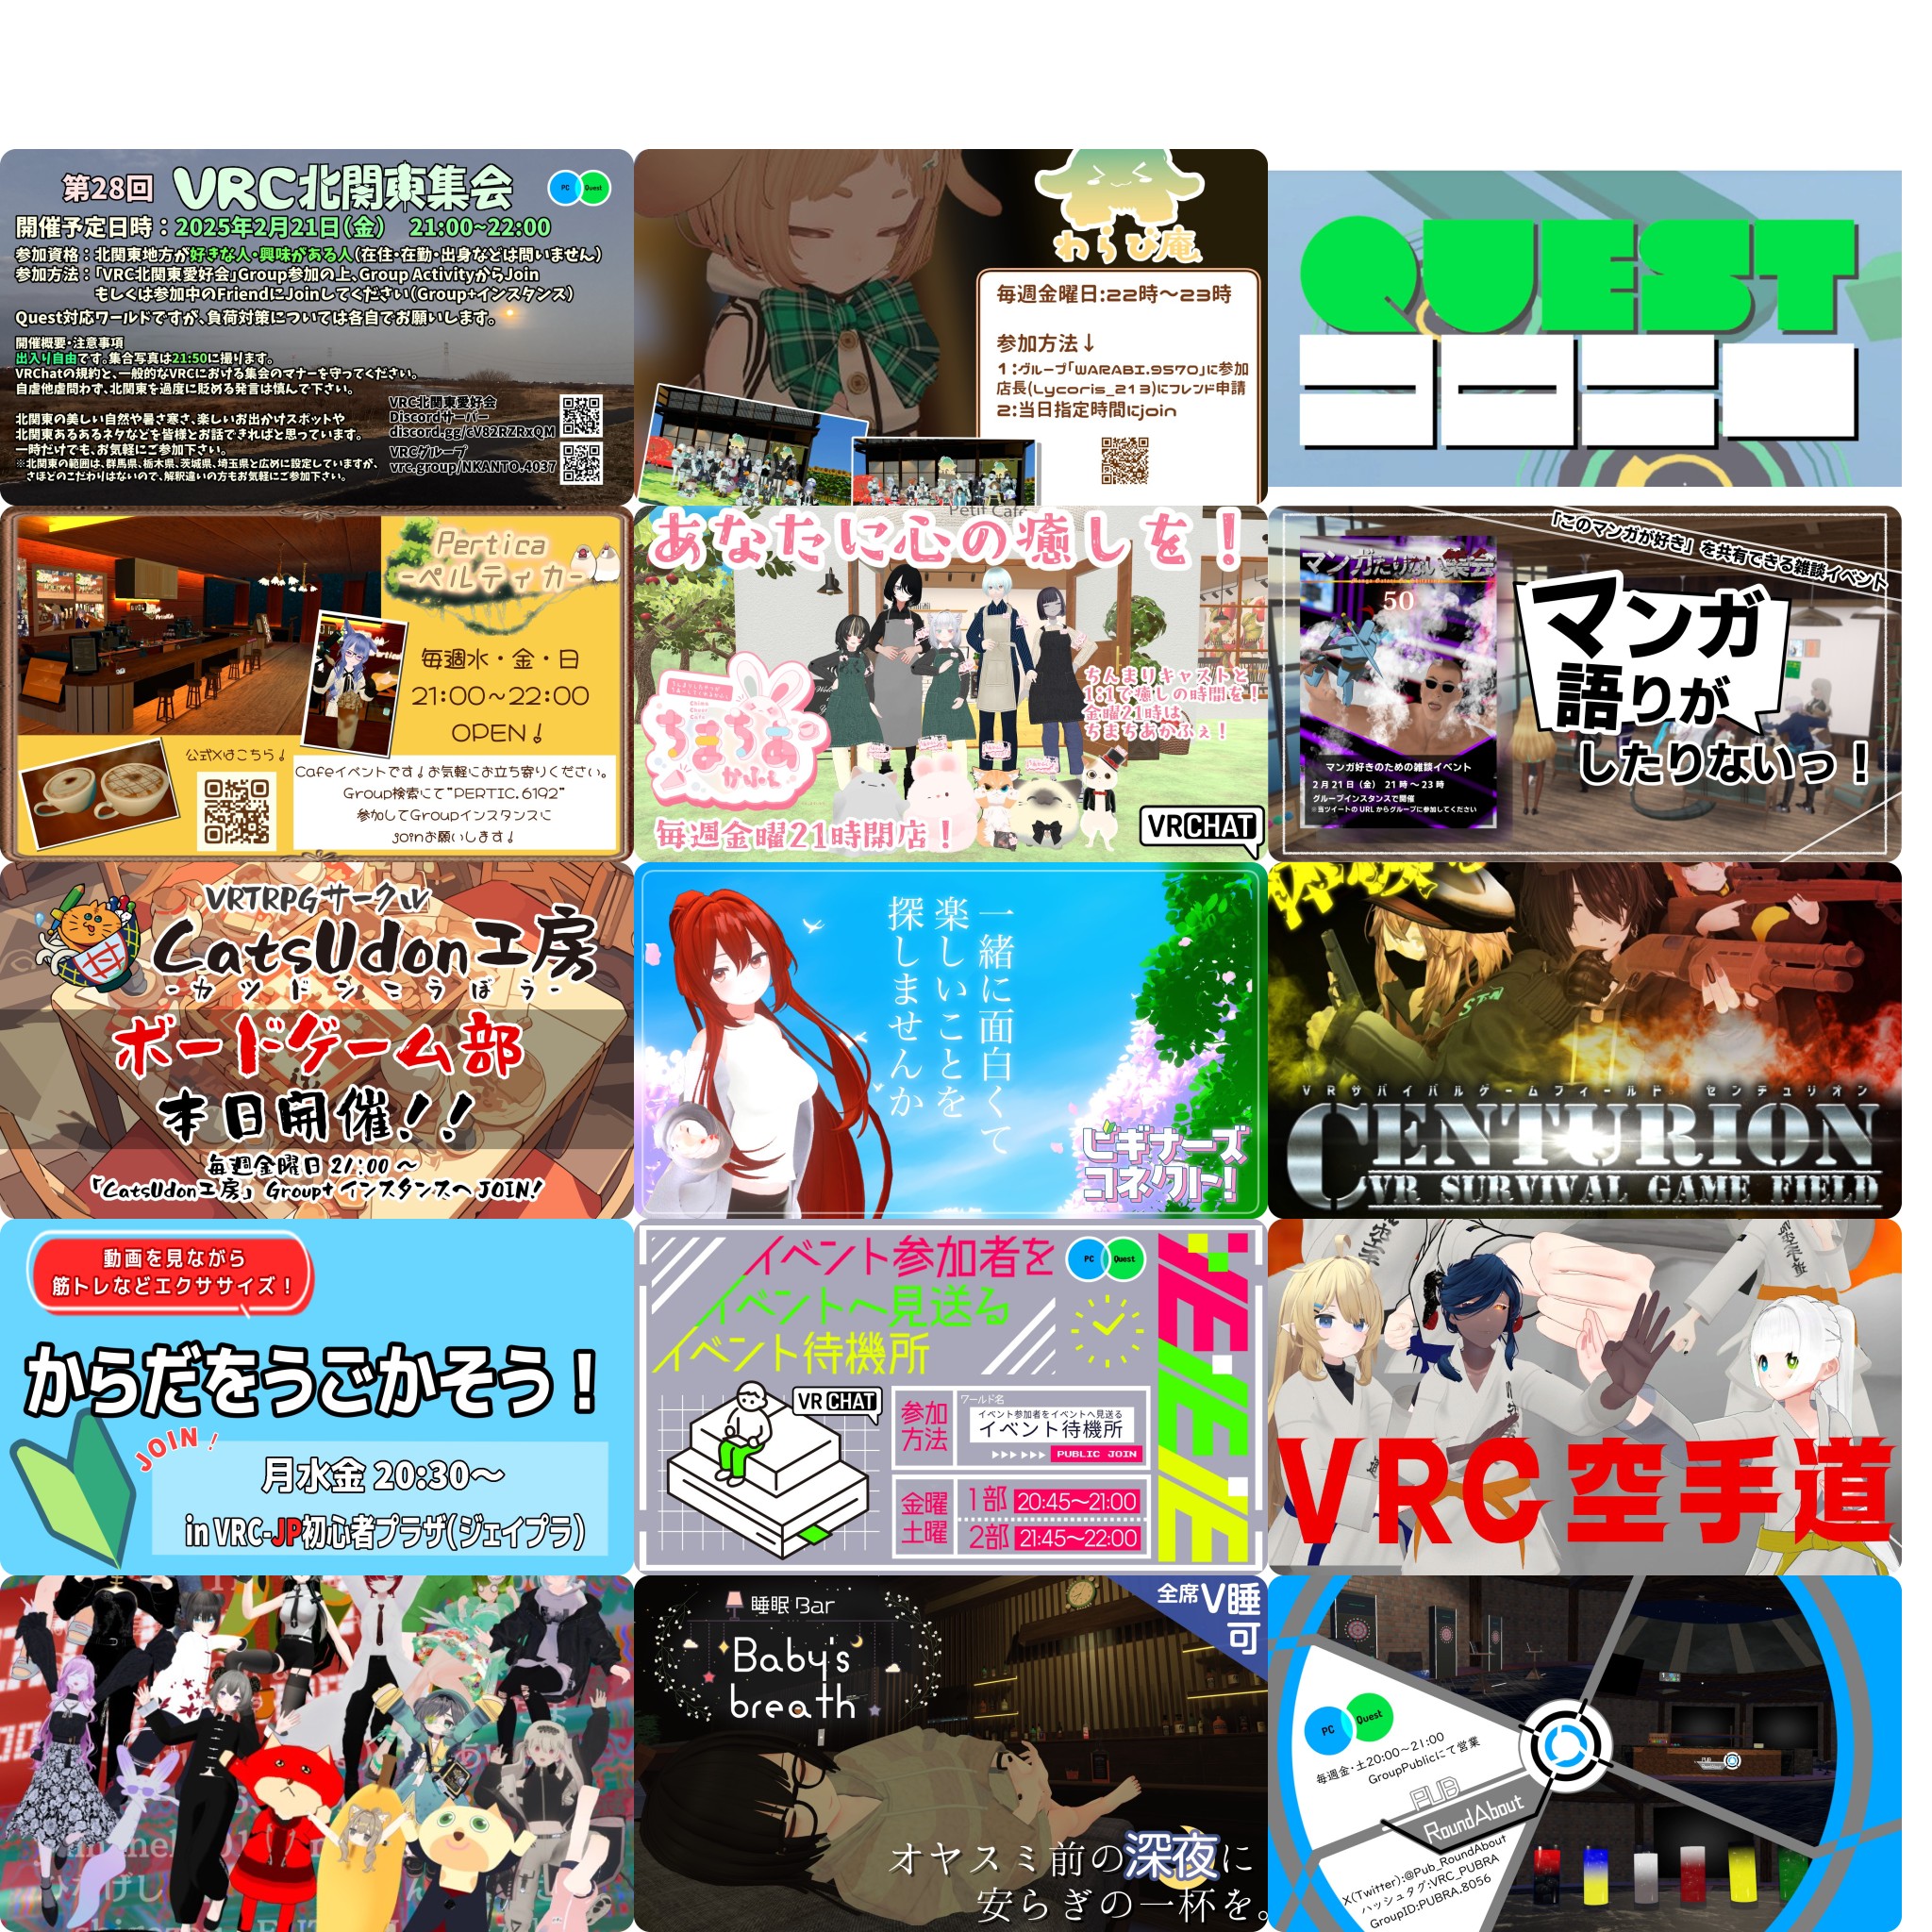 第28回 VRC北関東集会
PC Quest
開催予定日時:2025年2月21日(金) 21:00~22:00
参加資格:北関東地方が好きな人・興味がある人(在住・在勤・出身などは問いません)
参加方法:「VRC北関東愛好会」Group参加の上、Group ActivityからJoin
もしくは参加中のFriendにJoinしてください(Group+インスタンス)
Quest対応ワールドですが、負荷対策については各自でお願いします。
開催概要・注意事項
出入り自由です。集合写真は21:50に撮ります。
VRChatの規約と、一般的なVRCにおける集会のマナーを守ってください。
自虐他虐問わず、北関東を過度に貶める発言は慎んで下さい。
北関東の美しい自然や暑さ寒さ、楽しいお出かけスポットや
北関東あるあるネタなどを皆様とお話できればと思っています。
一時だけでも、お気軽にご参加下さい。
※北関東の範囲は、群馬県、栃木県、茨城県、埼玉県と広めに設定していますが、
さほどのこだわりはないので、解釈違いの方もお気軽にご参加下さい。
VRC北関東愛好会
Discordサーバー
discord.gg/cV82RZRxQM
VRCグループ
vrc.group/NKANTO.4037
わらび庵
毎週金曜日:22時〜23時
参加方法↓
1:グループ「WARABI.9570」に参加
店長(Lycoris_213)にフレンド申請
2:当日指定時間にjoin
QUEST
Pertica
-ペルティカ-
毎週水・金・日
21:00~22:00
OPEN!
公式Xはこちら!
Cafeイベントです!お気軽にお立ち寄りください。
Group検索にて"PERTIC.6192"
参加してGroupインスタンスに
joinお願いします!
Petit Cafe
あなたに心の癒しを!
ちんまりキャストと
1:1で癒しの時間を!
金曜21時は
ちまちあかふぇ!
ちまちあ
かふぇ
毎週金曜21時開店!
VRCHAT
「このマンガが好き」を共有できる雑談イベント
マンガたりない集会
50
マンガ好きのための雑談イベント
2月21日(金) 21時〜23時
グループインスタンスで開催
※当ツイートのURLからグループに参加してください
マンガ
語りが
したりないっ!
VRTRPGサークル
CatsUdon工房
-カツドンこうぼう-
ボードゲーム部
本日開催!!
毎週金曜日 21:00 〜
「CatsUdon工房」 Group+ インスタンスへ JOIN!
一緒に面白くて
楽しいことを
探しませんか
ビギナーズ
コネクト!
VRサバイバルゲームフィールド センチュリオン
CENTURION
VR SURVIVAL GAME FIELD
動画を見ながら
筋トレなどエクササイズ!
からだをうごかそう!
JOIN!
月水金 20:30〜
in VRC-JP初心者プラザ(ジェイプラ)
イベント参加者を
イベントへ見送る
イベント待機所
PC Quest
VRCHAT
参加方法
ワールド名
イベント参加者をイベントへ見送る
イベント待機所
PUBLIC JOIN
金曜
土曜
1部 20:45〜21:00
2部 21:45〜22:00
VRC空手道
睡眠 Bar
Baby's
breath
全席V睡可
オヤスミ前の深夜に
安らぎの一杯を。
PC Quest
毎週金・土20:00~21:00
GroupPublicにて営業
PUB
RoundAbout
X(Twitter):@Pub_RoundAbout
ハッシュタグ:VRC_PUBRA
GroupID:PUBRA.8056